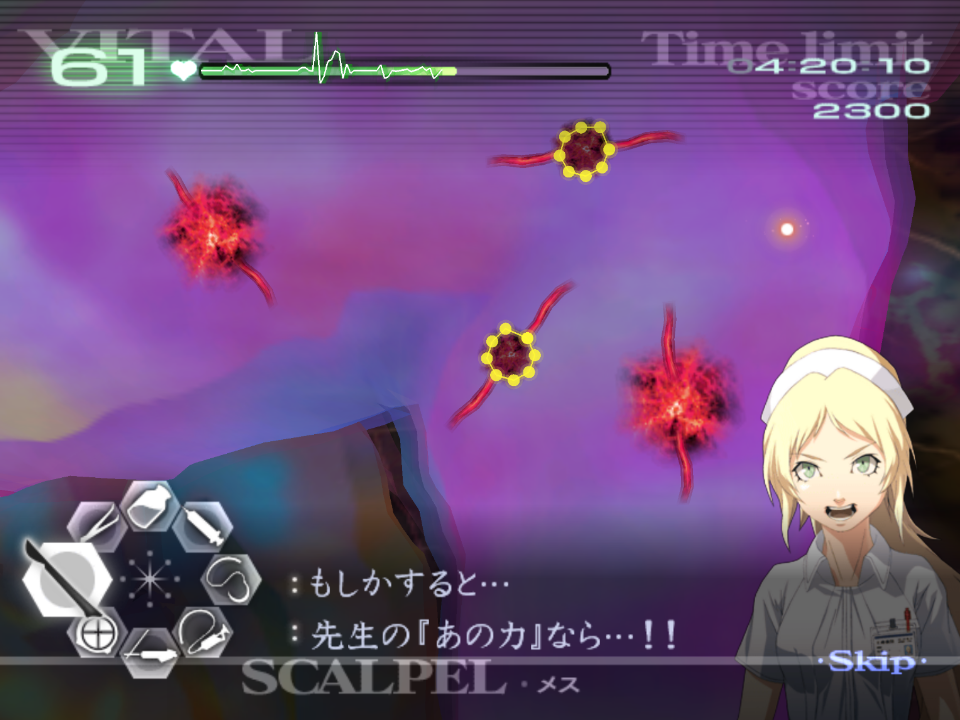 VITAL
61
Time limit
04:20:10
score
2300
:もしかすると…
:先生の『あの力』なら…!!
・Skip・
SCALPEL・メス